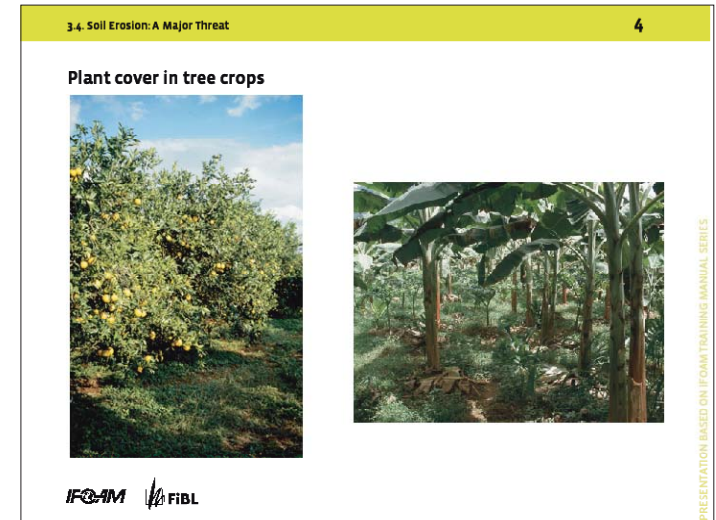 3.4. Soil Erosion: A Major Threat
4
Plant cover in tree crops
PRESENTATION BASED ON IFOAM TRAINING MANUAL SERIES
IFOAM
FiBL